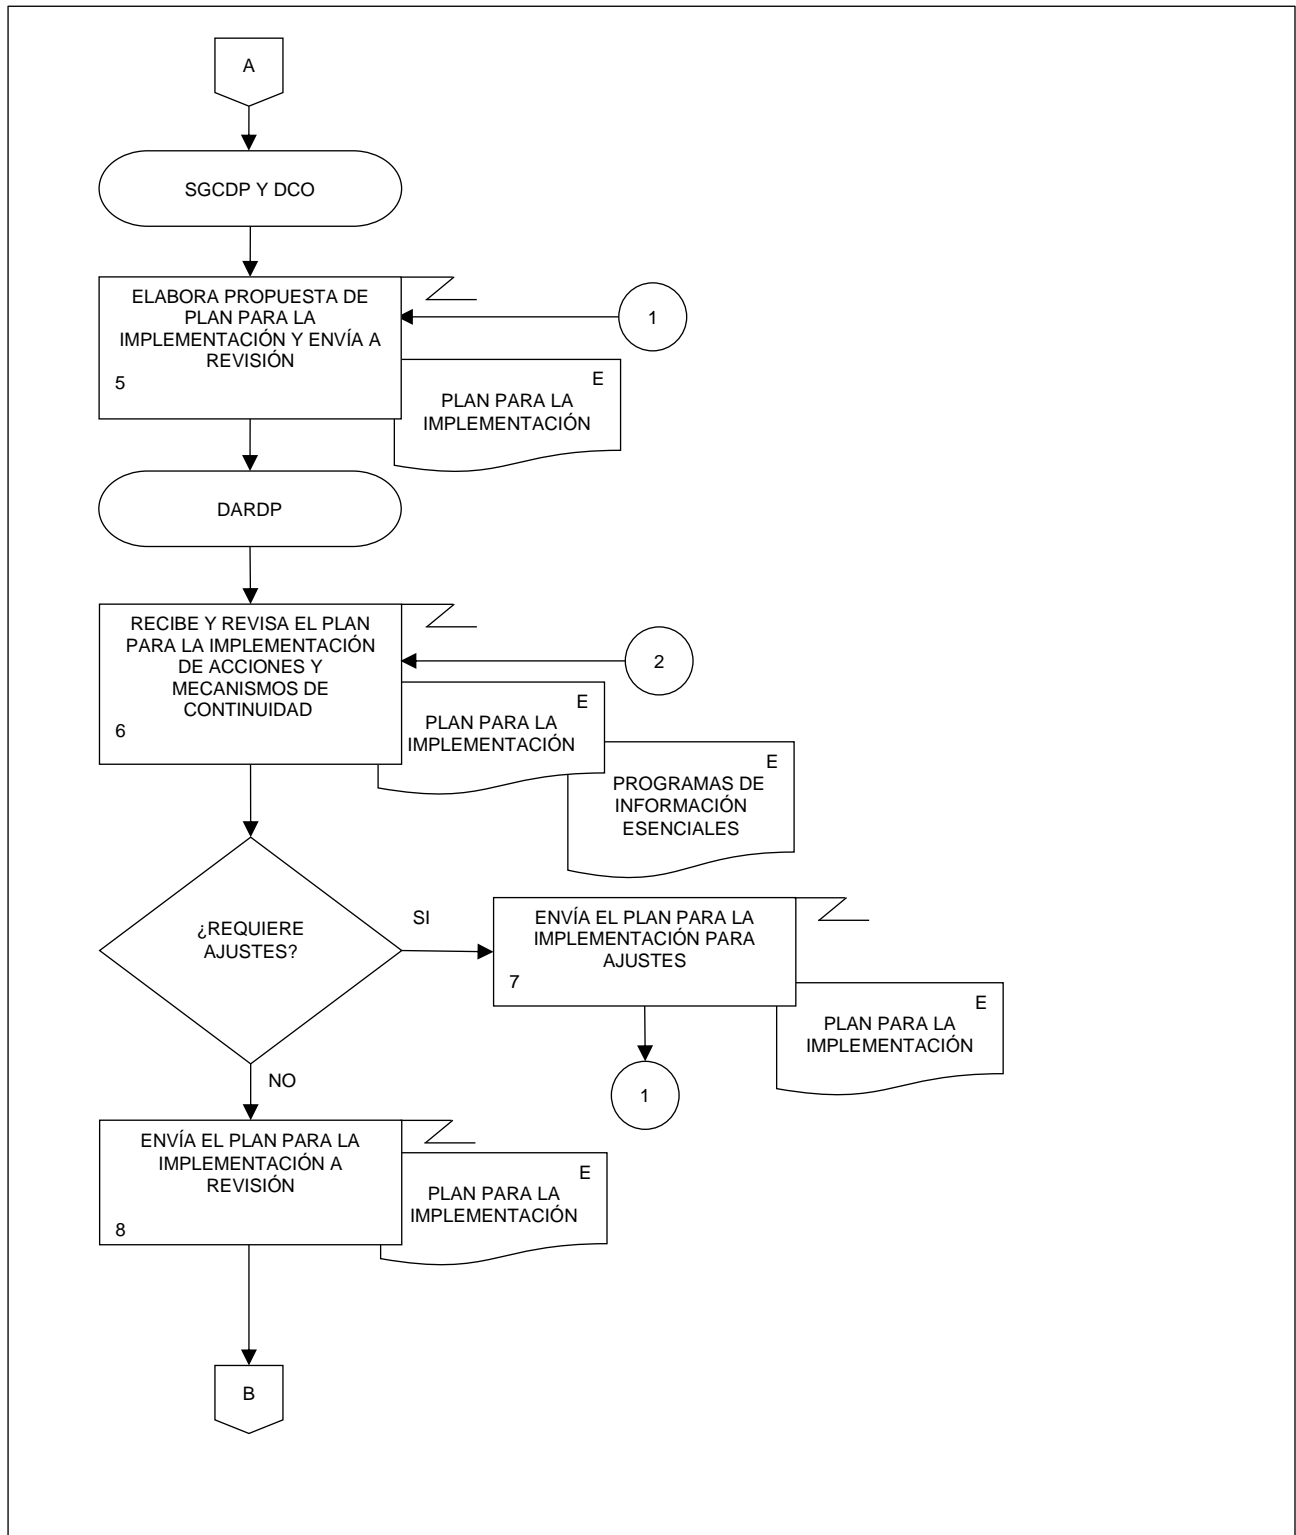 A
SGCDP Y DCO
ELABORA PROPUESTA DE
PLAN PARA LA
IMPLEMENTACIÓN Y ENVÍA A
REVISIÓN
5
1
E
PLAN PARA LA
IMPLEMENTACIÓN
DARDP
RECIBE Y REVISA EL PLAN
PARA LA IMPLEMENTACIÓN
DE ACCIONES Y
MECANISMOS DE
CONTINUIDAD
6
2
E
PLAN PARA LA
IMPLEMENTACIÓN
E
PROGRAMAS DE
INFORMACIÓN
ESENCIALES
¿REQUIERE
AJUSTES?
SI
ENVÍA EL PLAN PARA LA
IMPLEMENTACIÓN PARA
AJUSTES
7
E
PLAN PARA LA
IMPLEMENTACIÓN
1
NO
ENVÍA EL PLAN PARA LA
IMPLEMENTACIÓN A
REVISIÓN
8
E
PLAN PARA LA
IMPLEMENTACIÓN
B